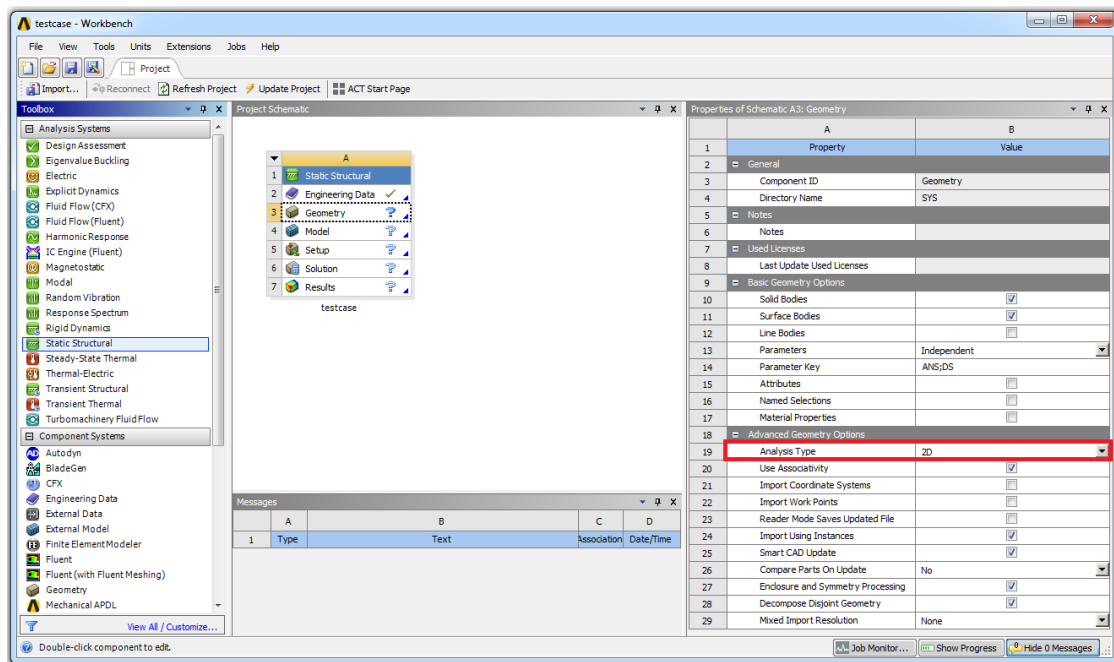 testcase - Workbench
File View Tools Units Extensions Jobs Help
Project
Import... Reconnect Refresh Project Update Project ACT Start Page
Toolbox
Analysis Systems
Design Assessment
Eigenvalue Buckling
Electric
Explicit Dynamics
Fluid Flow (CFX)
Fluid Flow (Fluent)
Harmonic Response
IC Engine (Fluent)
Magnetostatic
Modal
Random Vibration
Response Spectrum
Rigid Dynamics
Static Structural
Steady-State Thermal
Thermal-Electric
Transient Structural
Transient Thermal
Turbomachinery Fluid Flow
Component Systems
Autodyn
BladeGen
CFX
Engineering Data
External Data
External Model
Finite Element Modeler
Fluent
Fluent (with Fluent Meshing)
Geometry
Mechanical APDL
View All / Customize...
Project Schematic
A
1 Static Structural
2 Engineering Data
3 Geometry ?
4 Model ?
5 Setup ?
6 Solution ?
7 Results ?
testcase
Messages
A B C D
1 Type Text Association Date/Time
Properties of Schematic A3: Geometry
A B
1 Property Value
2 General
3 Component ID Geometry
4 Directory Name SYS
5 Notes
6 Notes
7 Used Licenses
8 Last Update Used Licenses
9 Basic Geometry Options
10 Solid Bodies
11 Surface Bodies
12 Line Bodies
13 Parameters Independent
14 Parameter Key ANS;DS
15 Attributes
16 Named Selections
17 Material Properties
18 Advanced Geometry Options
19 Analysis Type 2D
20 Use Associativity
21 Import Coordinate Systems
22 Import Work Points
23 Reader Mode Saves Updated File
24 Import Using Instances
25 Smart CAD Update
26 Compare Parts On Update No
27 Enclosure and Symmetry Processing
28 Decompose Disjoint Geometry
29 Mixed Import Resolution None
Double-click component to edit.
Job Monitor... Show Progress Hide 0 Messages